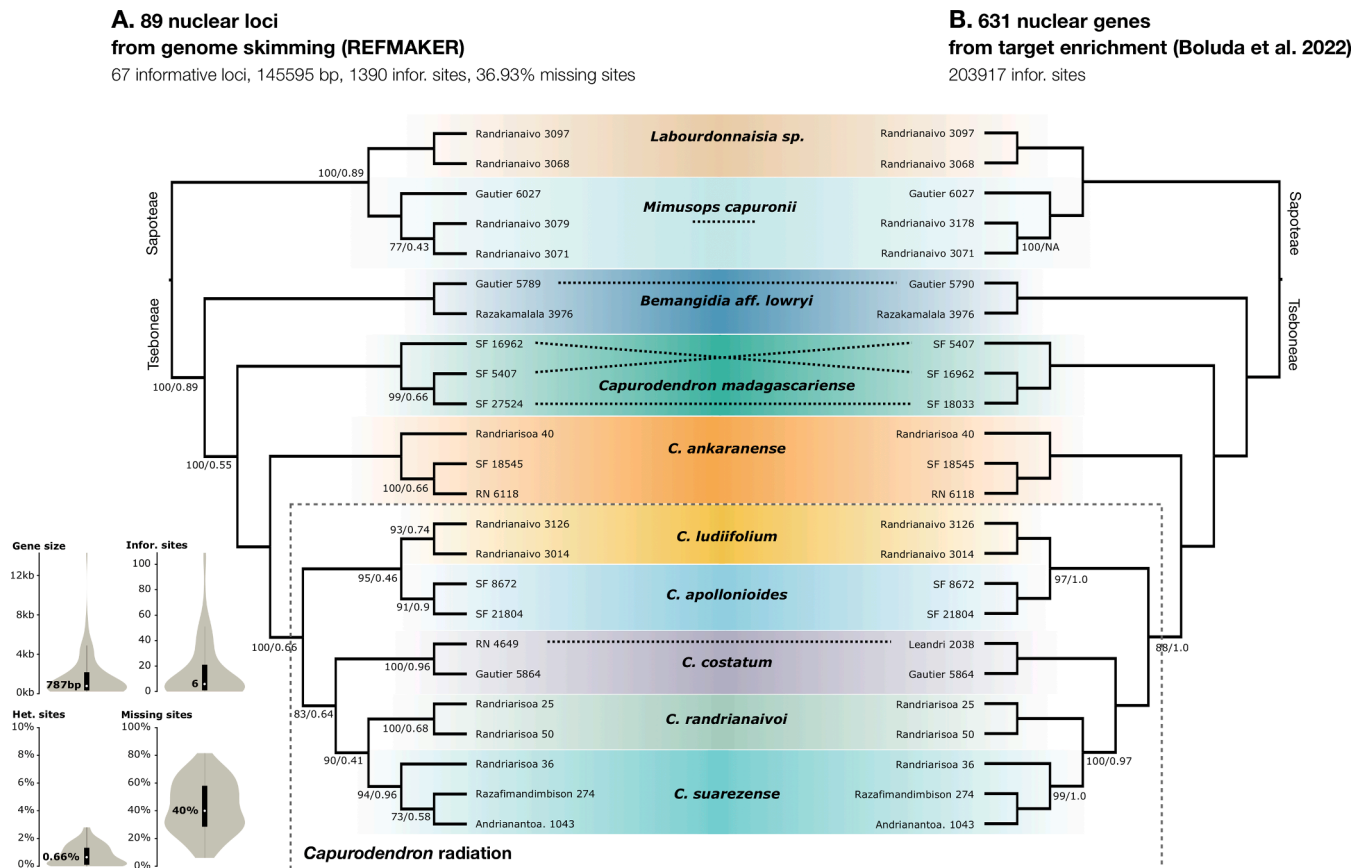 A. 89 nuclear loci
from genome skimming (REFMAKER)
67 informative loci, 145595 bp, 1390 infor. sites, 36.93% missing sites
B. 631 nuclear genes
from target enrichment (Boluda et al. 2022)
203917 infor. sites
Sapoteae
Tseboneae
Randrianaivo 3097
Randrianaivo 3068
Gautier 6027
Randrianaivo 3079
Randrianaivo 3071
Gautier 5789
Razakamalala 3976
SF 16962
SF 5407
SF 27524
Randriarisoa 40
SF 18545
RN 6118
Randrianaivo 3126
Randrianaivo 3014
SF 8672
SF 21804
RN 4649
Gautier 5864
Randriarisoa 25
Randriarisoa 50
Randriarisoa 36
Razafimandimbison 274
Andrianantoa. 1043
100/0.89
77/0.43
100/0.89
99/0.66
100/0.55
100/0.66
93/0.74
95/0.46
91/0.9
100/0.66
100/0.96
83/0.64
100/0.68
90/0.41
94/0.96
73/0.58
Labourdonnaisia sp.
Mimusops capuronii
Bemangidia aff. lowryi
Capurodendron madagascariense
C. ankaranense
C. ludiifolium
C. apollonioides
C. costatum
C. randrianaivoi
C. suarezense
Capurodendron radiation
Randrianaivo 3097
Randrianaivo 3068
Gautier 6027
Randrianaivo 3178
Randrianaivo 3071
Gautier 5790
Razakamalala 3976
SF 5407
SF 16962
SF 18033
Randriarisoa 40
SF 18545
RN 6118
Randrianaivo 3126
Randrianaivo 3014
SF 8672
SF 21804
Leandri 2038
Gautier 5864
Randriarisoa 25
Randriarisoa 50
Randriarisoa 36
Razafimandimbison 274
Andrianantoa. 1043
100/NA
97/1.0
88/1.0
100/0.97
99/1.0
Sapoteae
Tseboneae
Gene size
12kb
8kb
4kb
0kb
787bp
Infor. sites
100
80
60
40
20
0
6
Het. sites
10%
8%
6%
4%
2%
0%
0.66%
Missing sites
100%
80%
60%
40%
20%
0%
40%